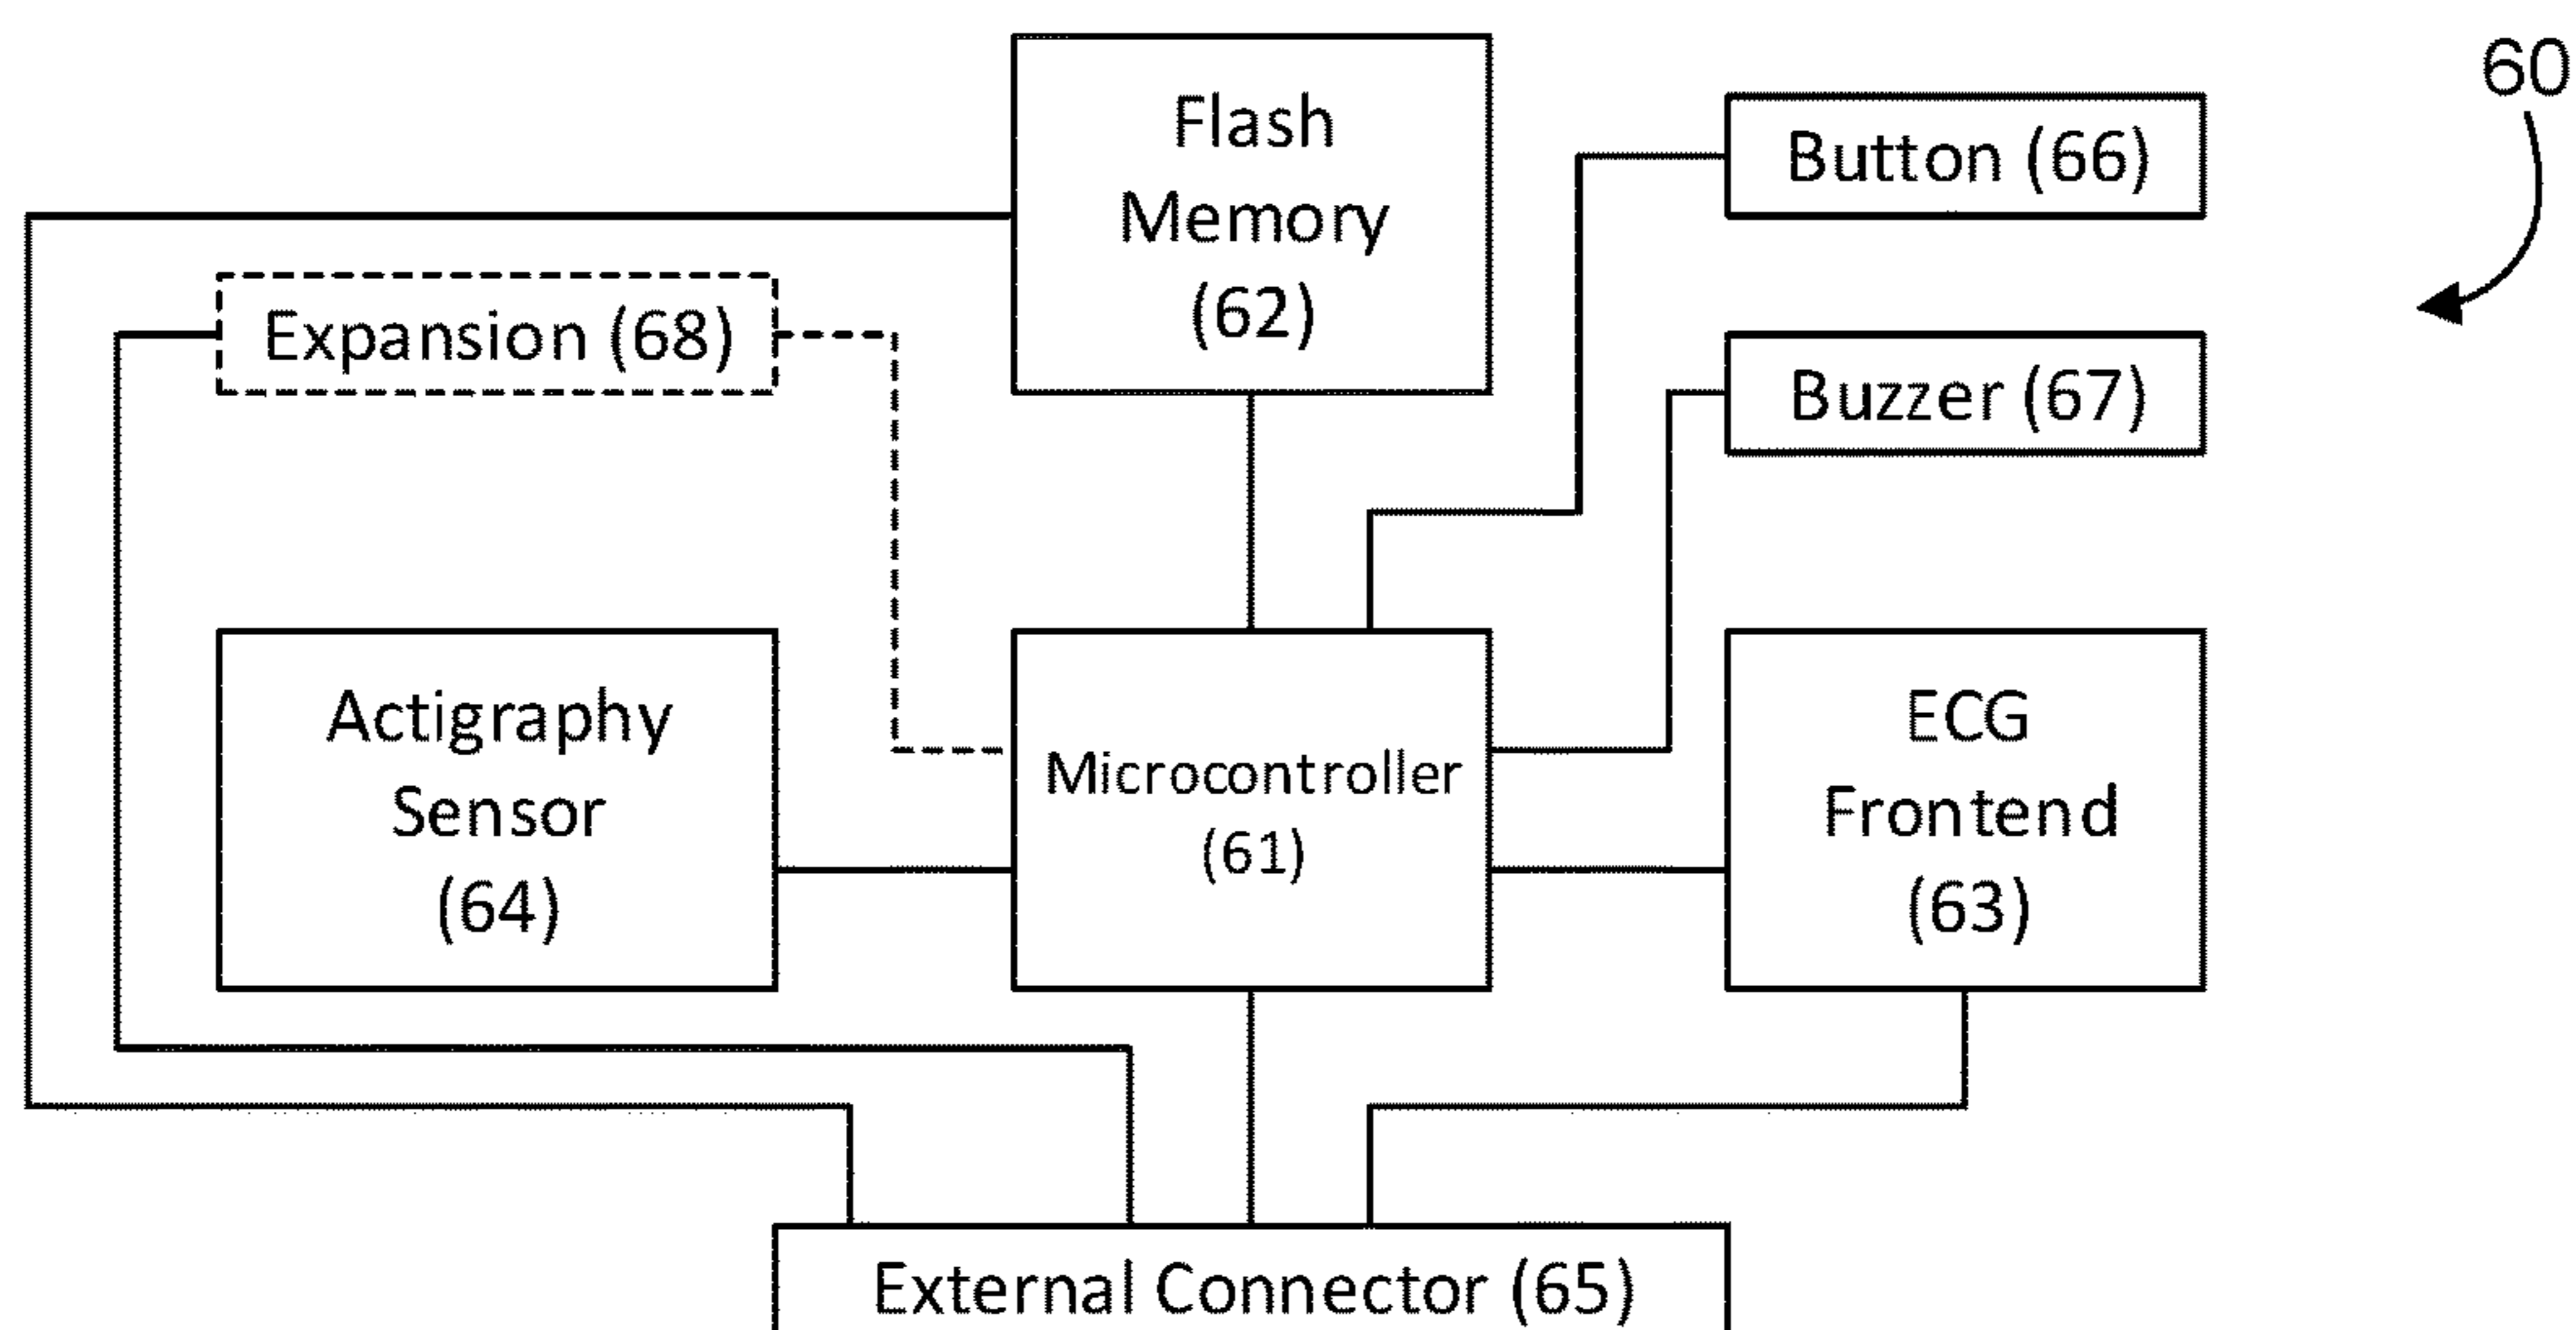 60
Flash
Memory
(62)
Button (66)
Expansion (68)
Buzzer (67)
Actigraphy
Sensor
(64)
Microcontroller
(61)
ECG
Frontend
(63)
External Connector (65)